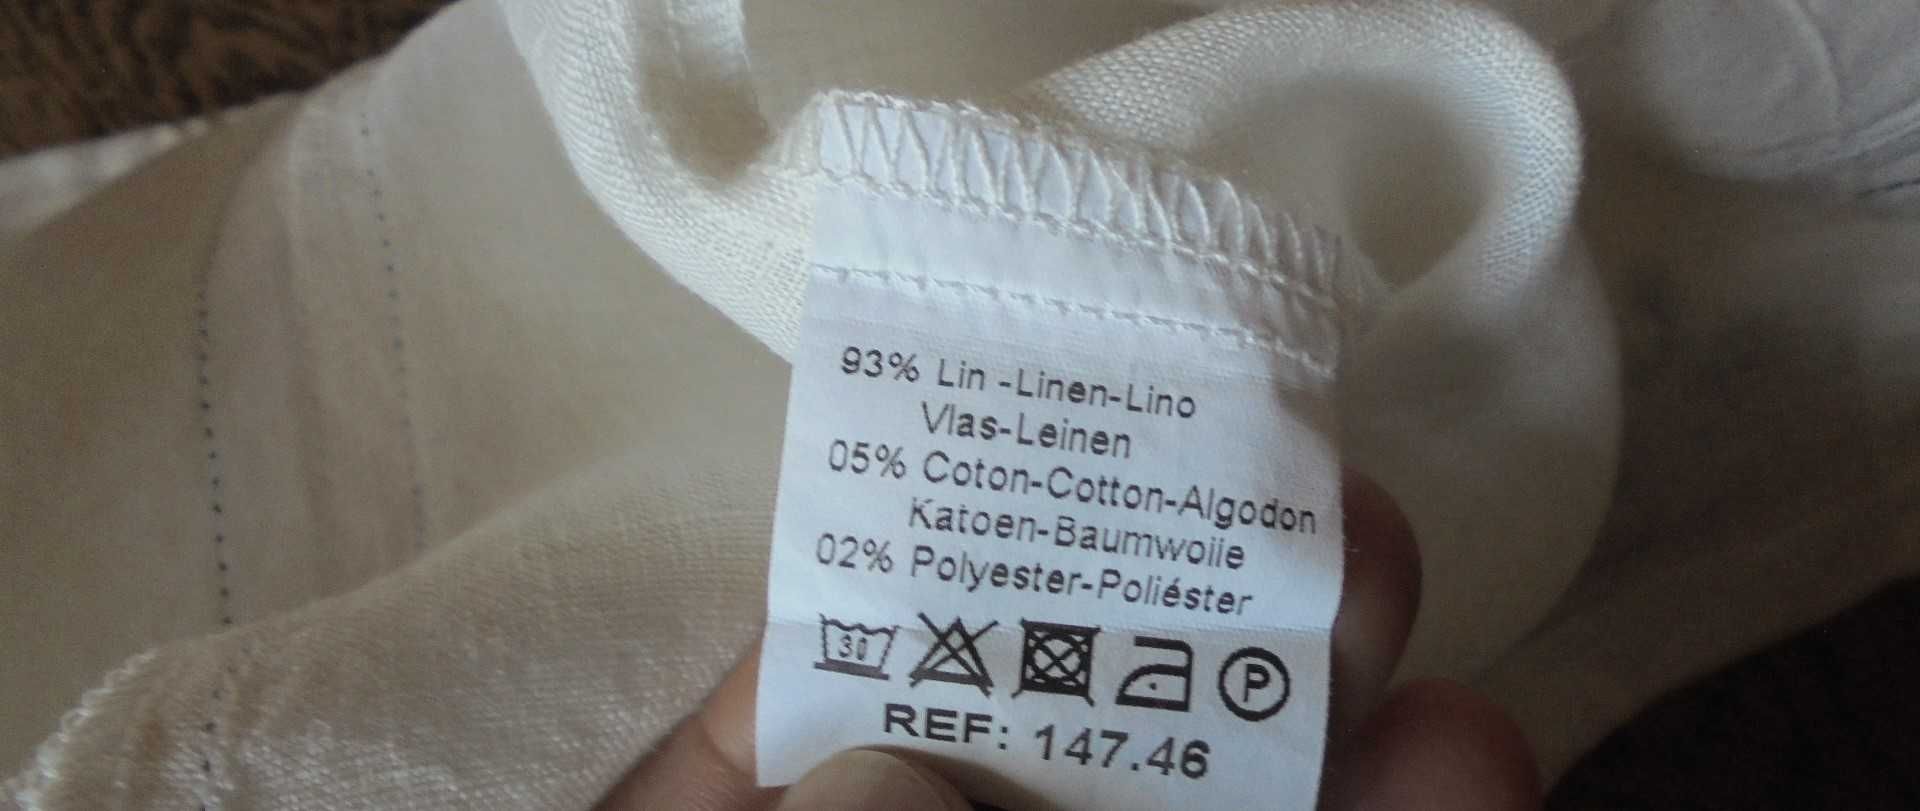 93% Lin -Linen-Lino
Vlas-Leinen
05% Coton-Cotton-Algodon
Katoen-Baumwolle
02% Polyester-Poliéster
30
P
REF: 147.46